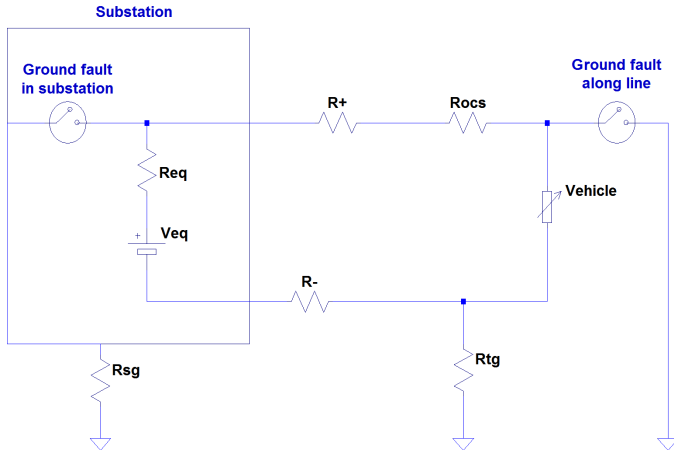 Substation
Ground fault
in substation
Ground fault
along line
R+
Rocs
Req
Vehicle
+
Veq
R-
Rsg
Rtg